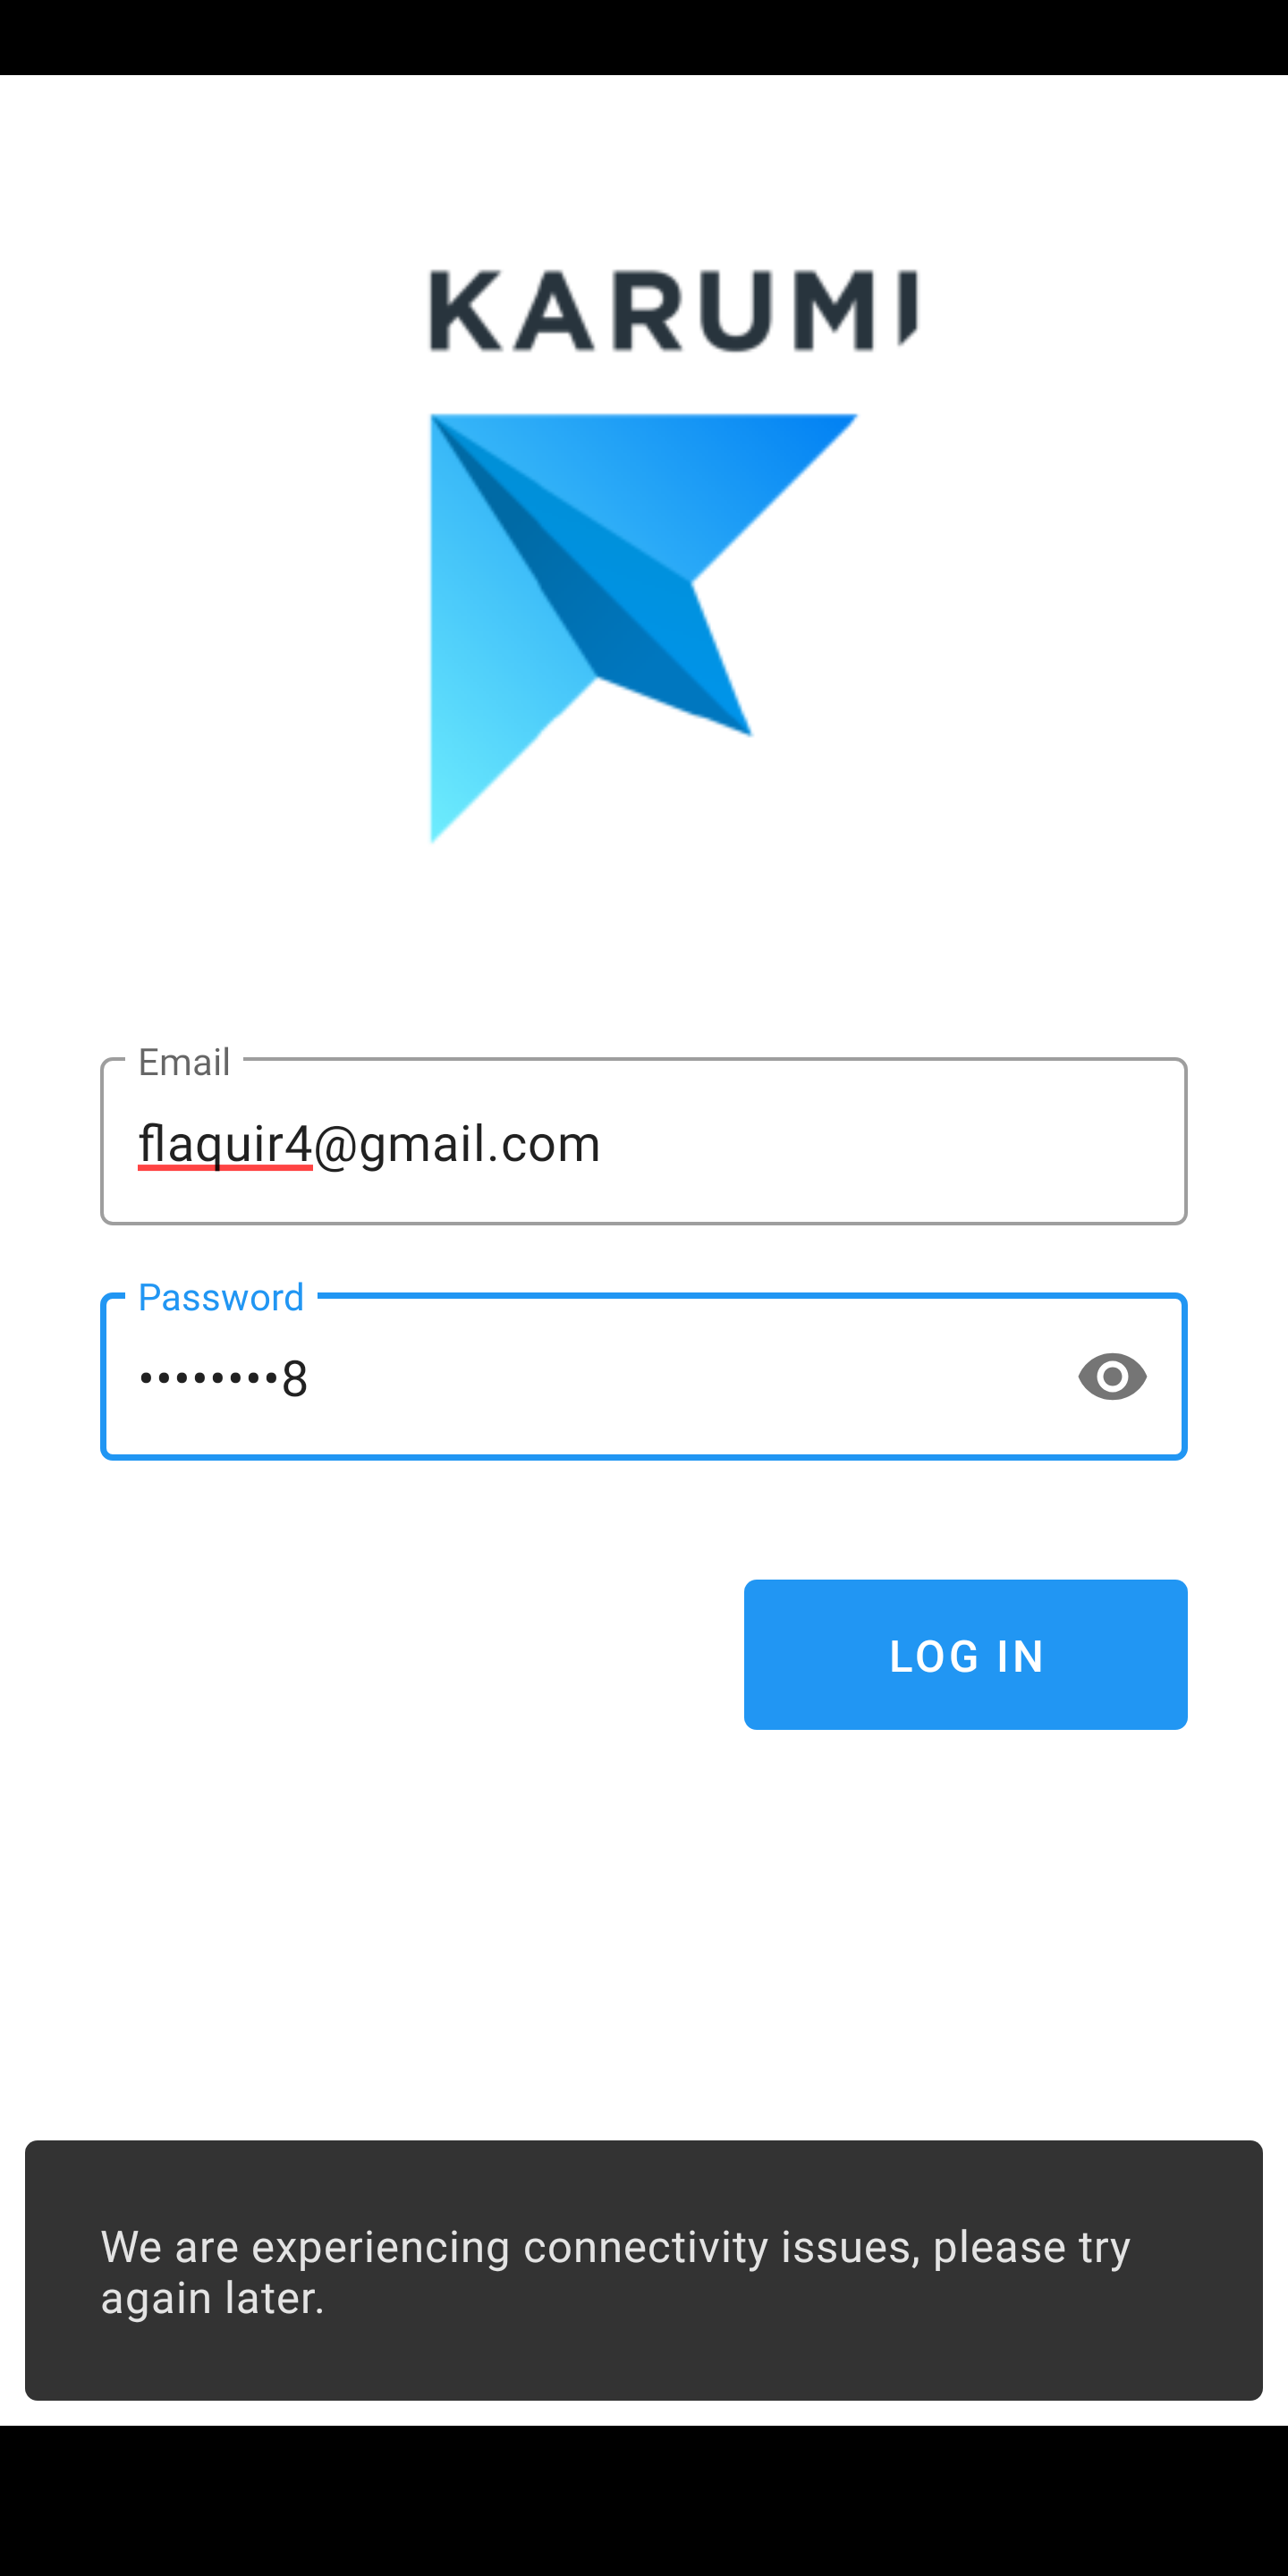 KARUMI
Email
flaquir4@gmail.com
Password
••••••••8
LOG IN
We are experiencing connectivity issues, please try
again later.